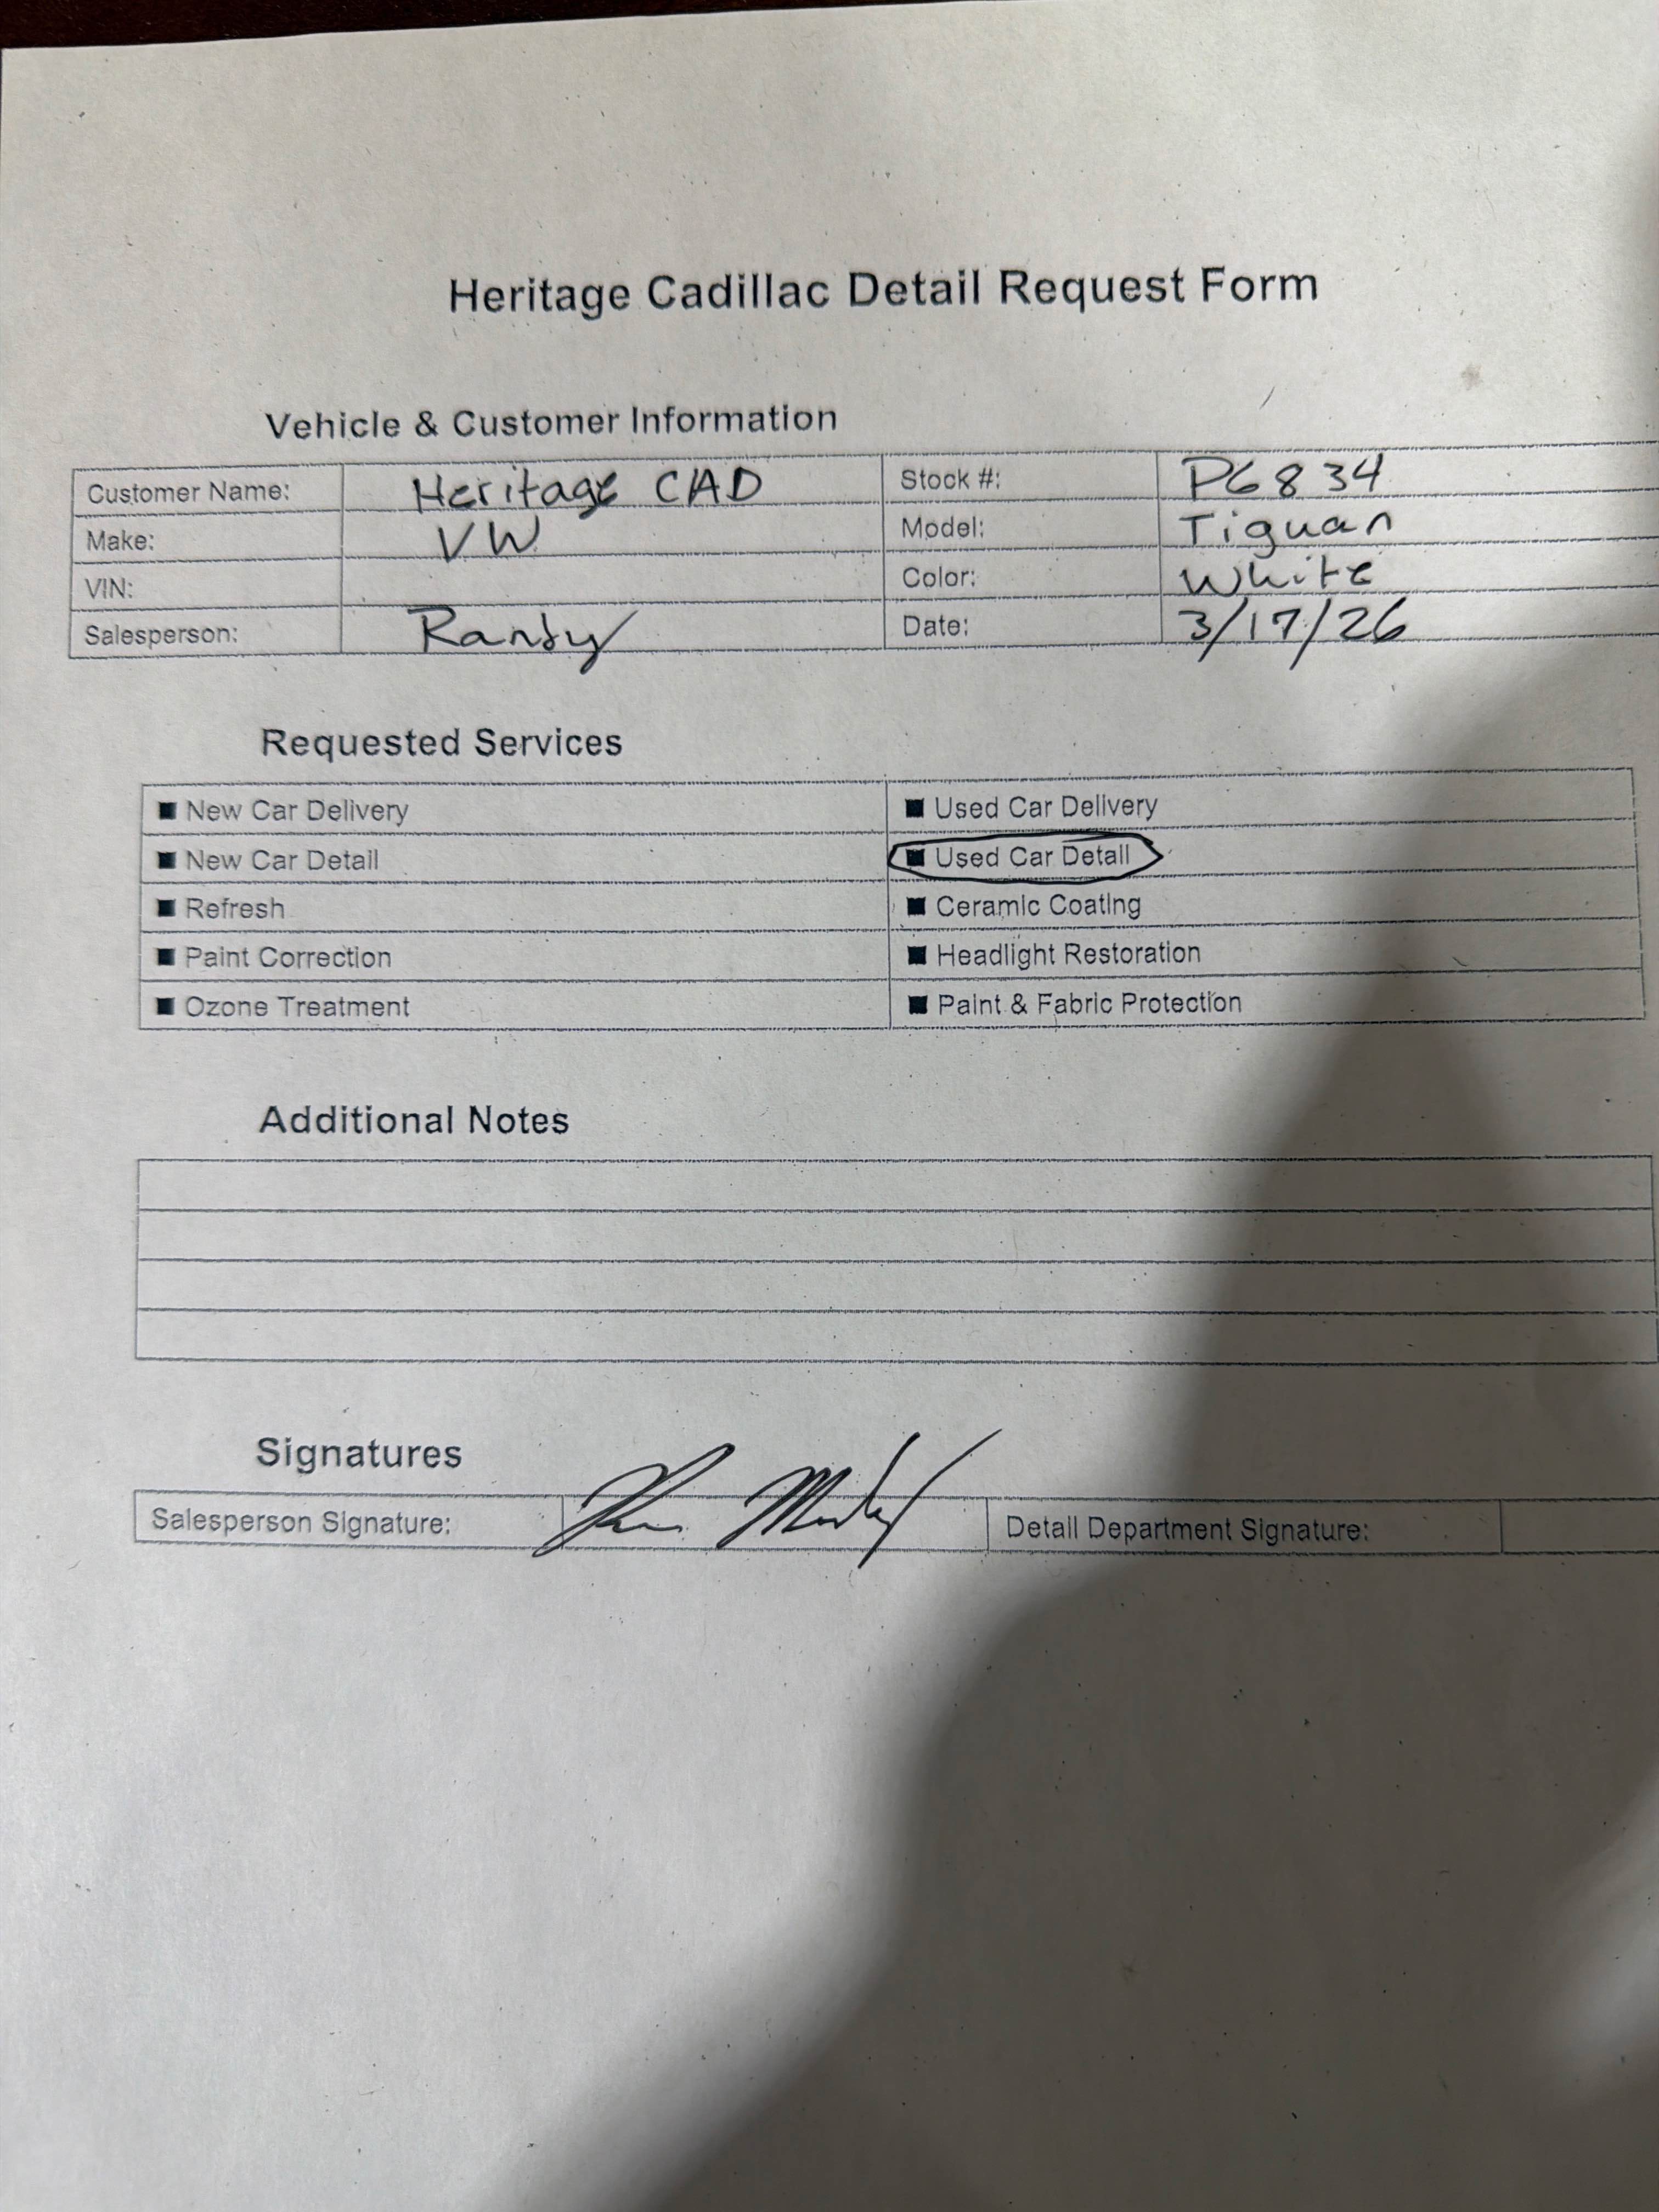 Heritage Cadillac Detail Request Form
Vehicle & Customer Information
Customer Name: Heritage CAD Stock #: P6834
Make: VW Model: Tiguan
VIN: Color: White
Salesperson: Randy Date: 3/17/26
Requested Services
■ New Car Delivery ■ Used Car Delivery
■ New Car Detail ■ Used Car Detail
■ Refresh ■ Ceramic Coating
■ Paint Correction ■ Headlight Restoration
■ Ozone Treatment ■ Paint & Fabric Protection
Additional Notes
Signatures
Salesperson Signature: Detail Department Signature: